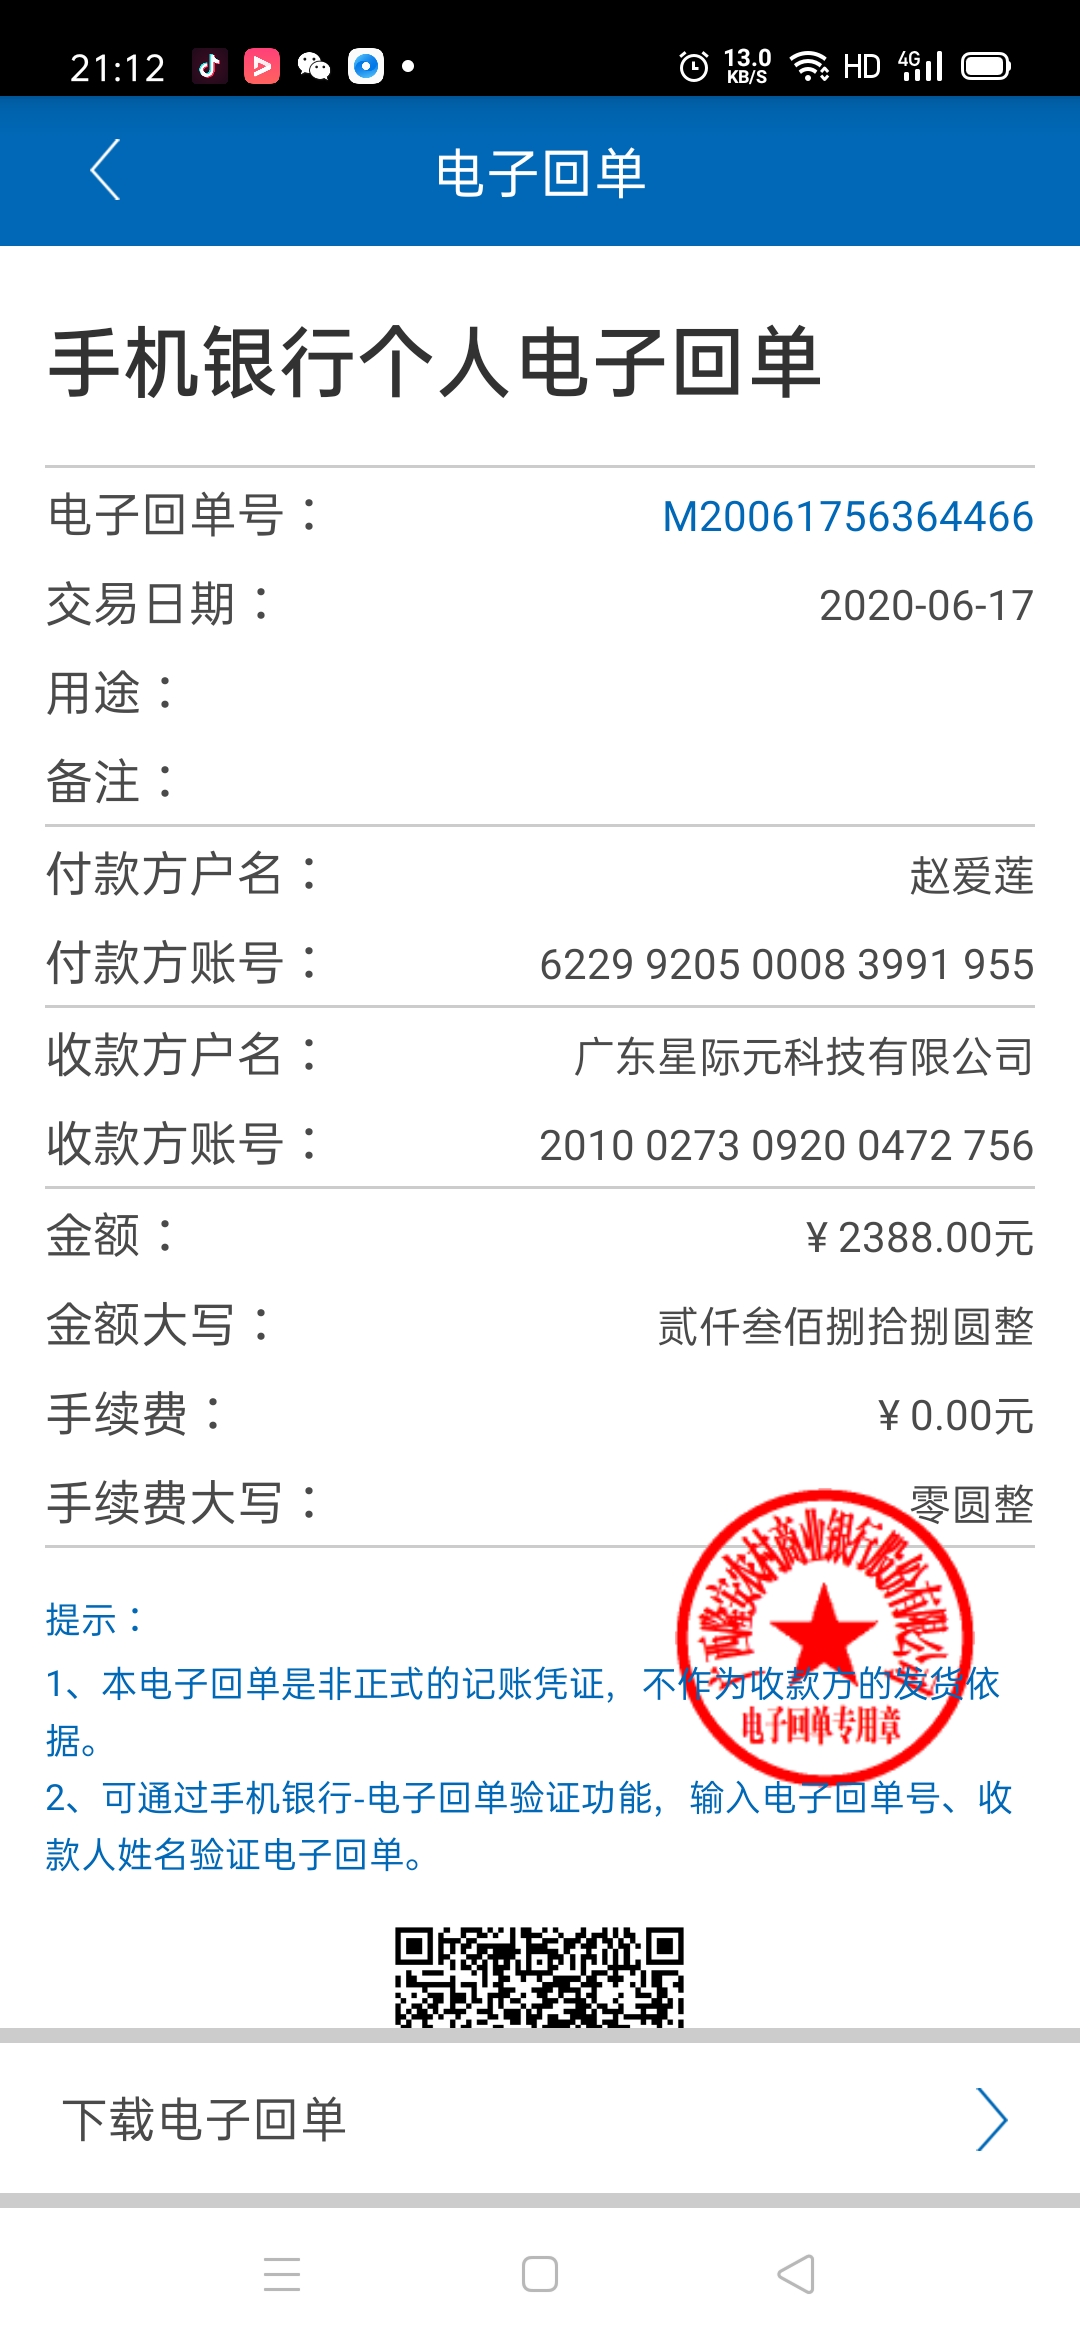 21:12
13.0 KB/S HD 4G
电子回单
手机银行个人电子回单
电子回单号： M20061756364466
交易日期： 2020-06-17
用途：
备注：
付款方户名： 赵爱莲
付款方账号： 6229 9205 0008 3991 955
收款方户名： 广东星际元科技有限公司
收款方账号： 2010 0273 0920 0472 756
金额： ¥ 2388.00元
金额大写： 贰仟叁佰捌拾捌圆整
手续费： ¥ 0.00元
手续费大写： 零圆整
广西隆安农村商业银行股份有限公司
电子回单专用章
提示：
1、本电子回单是非正式的记账凭证，不作为收款方的发货依
据。
2、可通过手机银行-电子回单验证功能，输入电子回单号、收
款人姓名验证电子回单。
下载电子回单